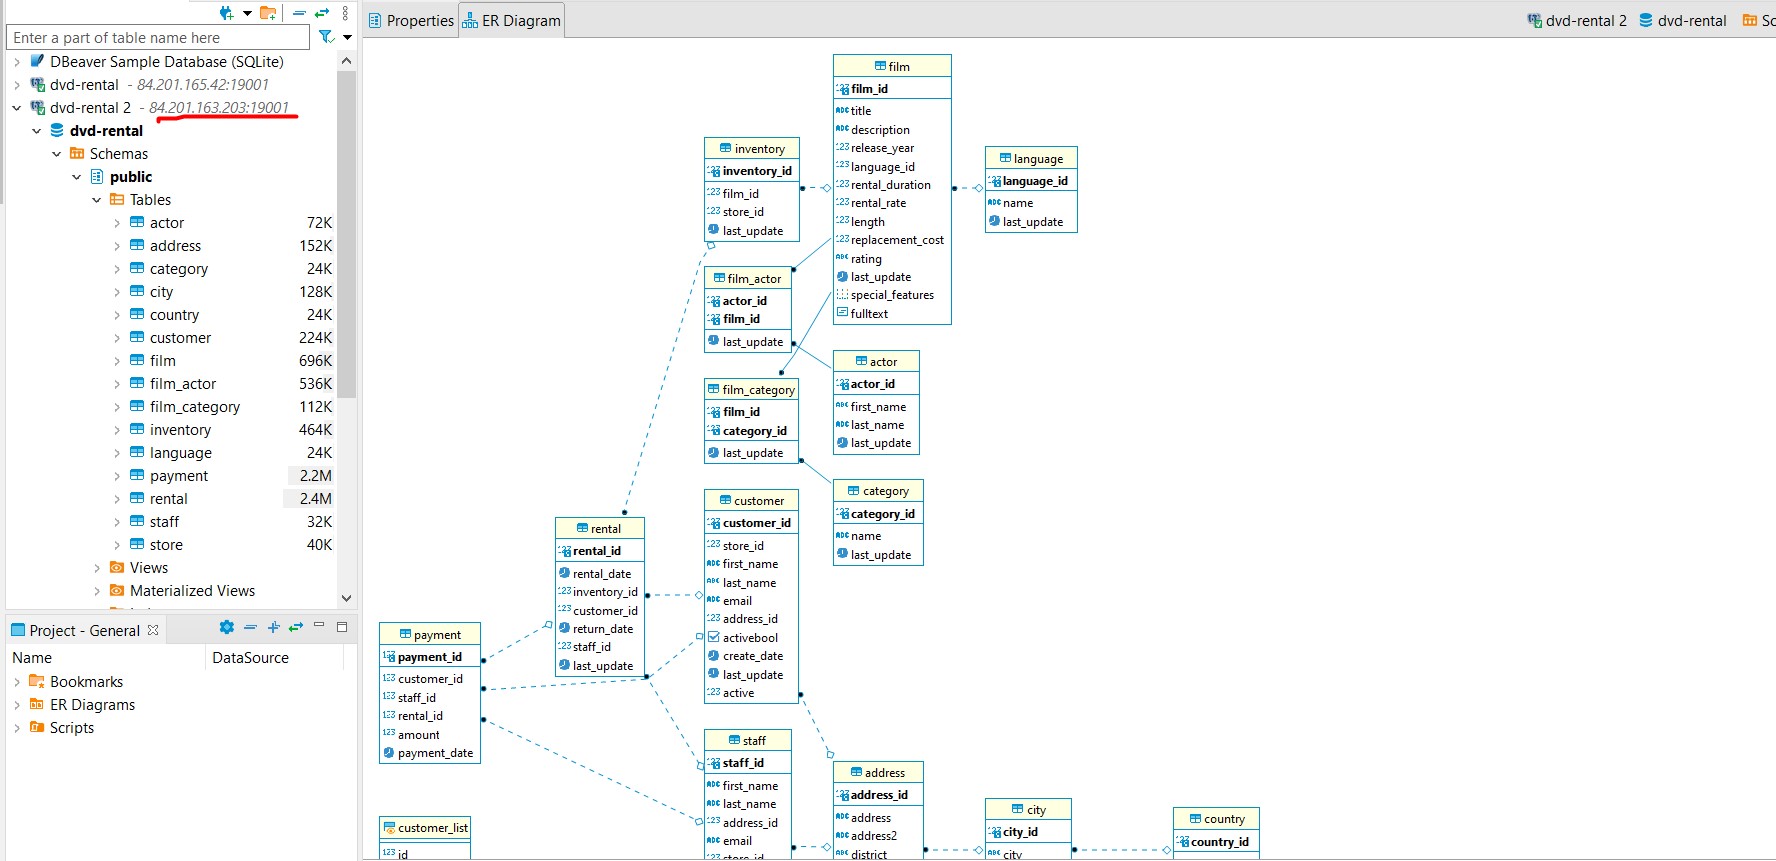 Enter a part of table name here
DBeaver Sample Database (SQLite)
dvd-rental - 84.201.165.42:19001
dvd-rental 2 - 84.201.163.203:19001
dvd-rental
Schemas
public
Tables
actor 72K
address 152K
category 24K
city 128K
country 24K
customer 224K
film 696K
film_actor 536K
film_category 112K
inventory 464K
language 24K
payment 2.2M
rental 2.4M
staff 32K
store 40K
Views
Materialized Views
Project - General
Name DataSource
Bookmarks
ER Diagrams
Scripts
Properties ER Diagram dvd-rental 2 dvd-rental Sc
film
film_id
title
description
release_year
language_id
rental_duration
rental_rate
length
replacement_cost
rating
last_update
special_features
fulltext
inventory
inventory_id
film_id
store_id
last_update
language
language_id
name
last_update
film_actor
actor_id
film_id
last_update
actor
actor_id
first_name
last_name
last_update
film_category
film_id
category_id
last_update
category
category_id
name
last_update
customer
customer_id
store_id
first_name
last_name
email
address_id
activebool
create_date
last_update
active
rental
rental_id
rental_date
inventory_id
customer_id
return_date
staff_id
last_update
payment
payment_id
customer_id
staff_id
rental_id
amount
payment_date
staff
staff_id
first_name
last_name
address_id
email
store_id
address
address_id
address
address2
district
city
city_id
city
country
country_id
customer_list
id